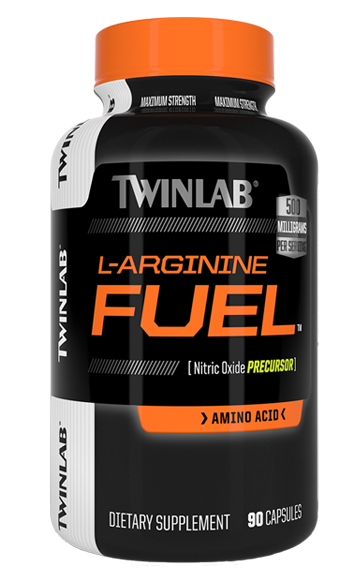 MAXIMUM STRENGTH
MAXIMUM STRENGTH
TWINLAB®
500
MILLIGRAMS
PER SERVING
L-ARGININE
FUEL™
[Nitric Oxide PRECURSOR]
❯ AMINO ACID ❮
DIETARY SUPPLEMENT
90 CAPSULES
TWINLAB®
TWINLAB®